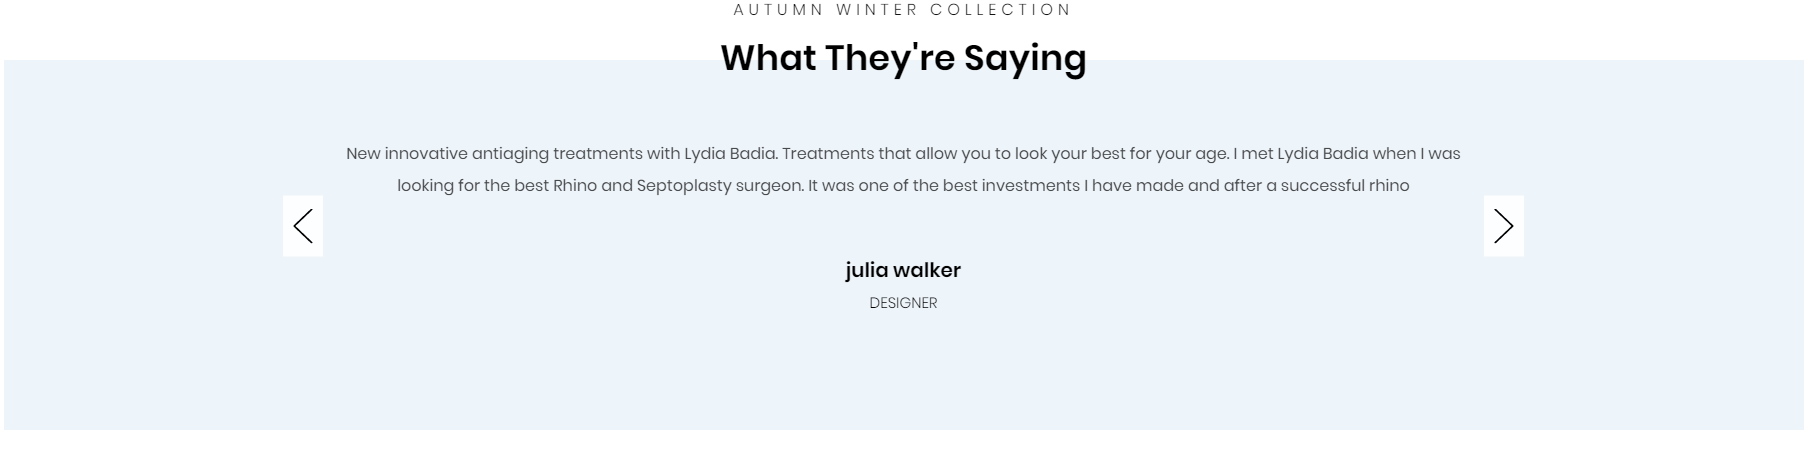 AUTUMN WINTER COLLECTION
What They're Saying
New innovative antiaging treatments with Lydia Badia. Treatments that allow you to look your best for your age. I met Lydia Badia when I was
looking for the best Rhino and Septoplasty surgeon. It was one of the best investments I have made and after a successful rhino
julia walker
DESIGNER